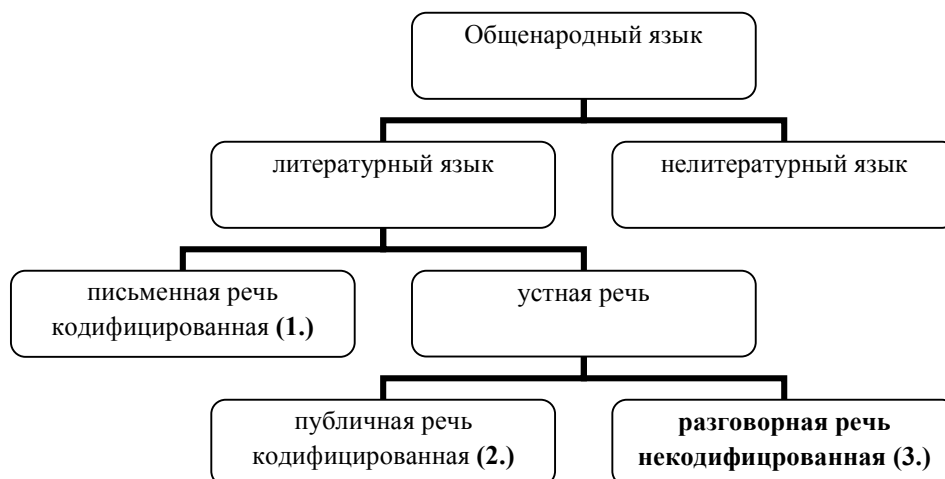 Общенародный язык
литературный язык
нелитературный язык
письменная речь
кодифицированная (1.)
устная речь
публичная речь
кодифицированная (2.)
разговорная речь
некодифицрованная (3.)